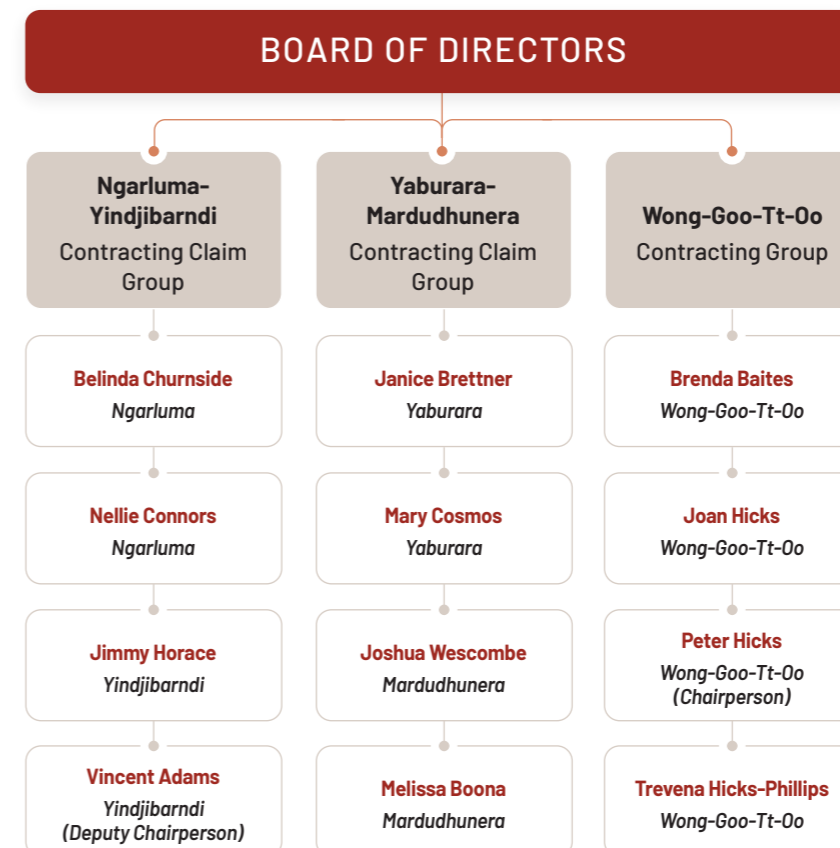 BOARD OF DIRECTORS
Ngarluma-
Yindjibarndi
Contracting Claim
Group
Belinda Churnside
Ngarluma
Nellie Connors
Ngarluma
Jimmy Horace
Yindjibarndi
Vincent Adams
Yindjibarndi
(Deputy Chairperson)
Yaburara-
Mardudhunera
Contracting Claim
Group
Janice Brettner
Yaburara
Mary Cosmos
Yaburara
Joshua Wescombe
Mardudhunera
Melissa Boona
Mardudhunera
Wong-Goo-Tt-Oo
Contracting Group
Brenda Baites
Wong-Goo-Tt-Oo
Joan Hicks
Wong-Goo-Tt-Oo
Peter Hicks
Wong-Goo-Tt-Oo
(Chairperson)
Trevena Hicks-Phillips
Wong-Goo-Tt-Oo